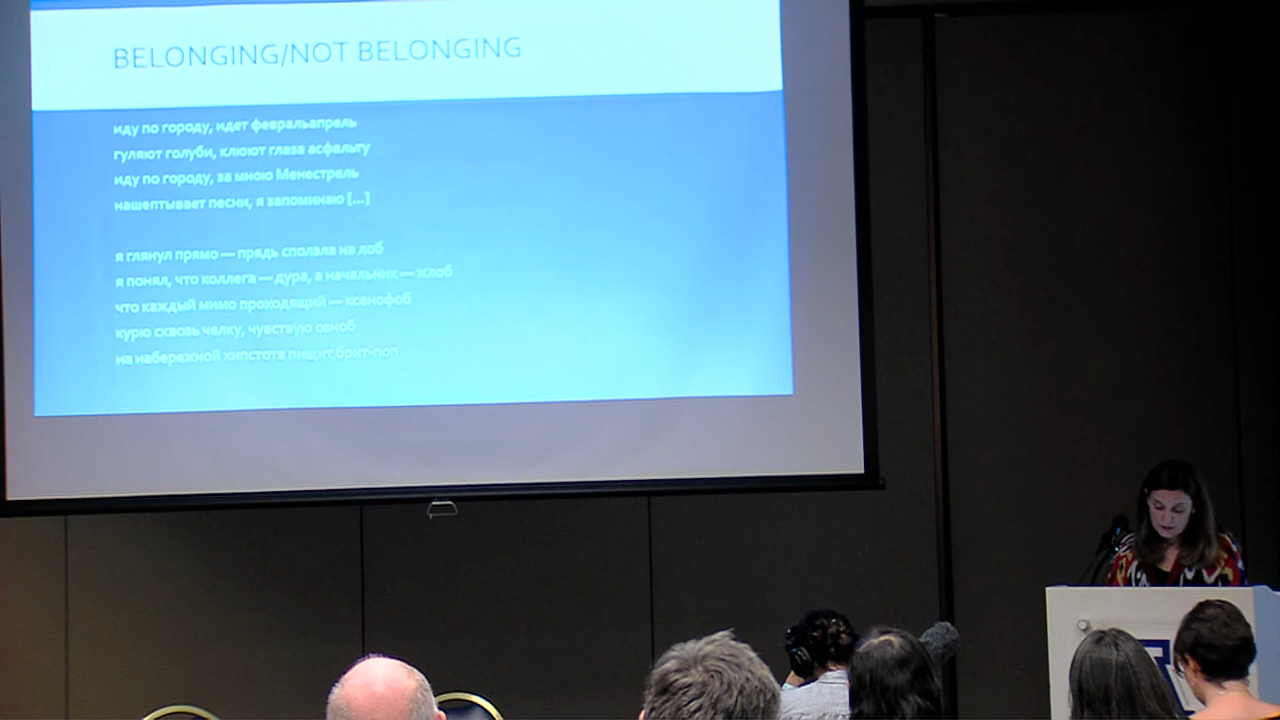 BELONGING/NOT BELONGING
иду по городу, идет февральапрель
гуляют голуби, клюют глаза асфальту
иду по городу, за мною Менестрель
нашептывает песни, я запоминаю [...]
я глянул прямо — прядь сползла на лоб
я понял, что коллега — дура, а начальник — жлоб
что каждый мимо проходящий — ксенофоб
курю сквозь челку, чувствую озноб
на набережной хипстота пищит брит-поп